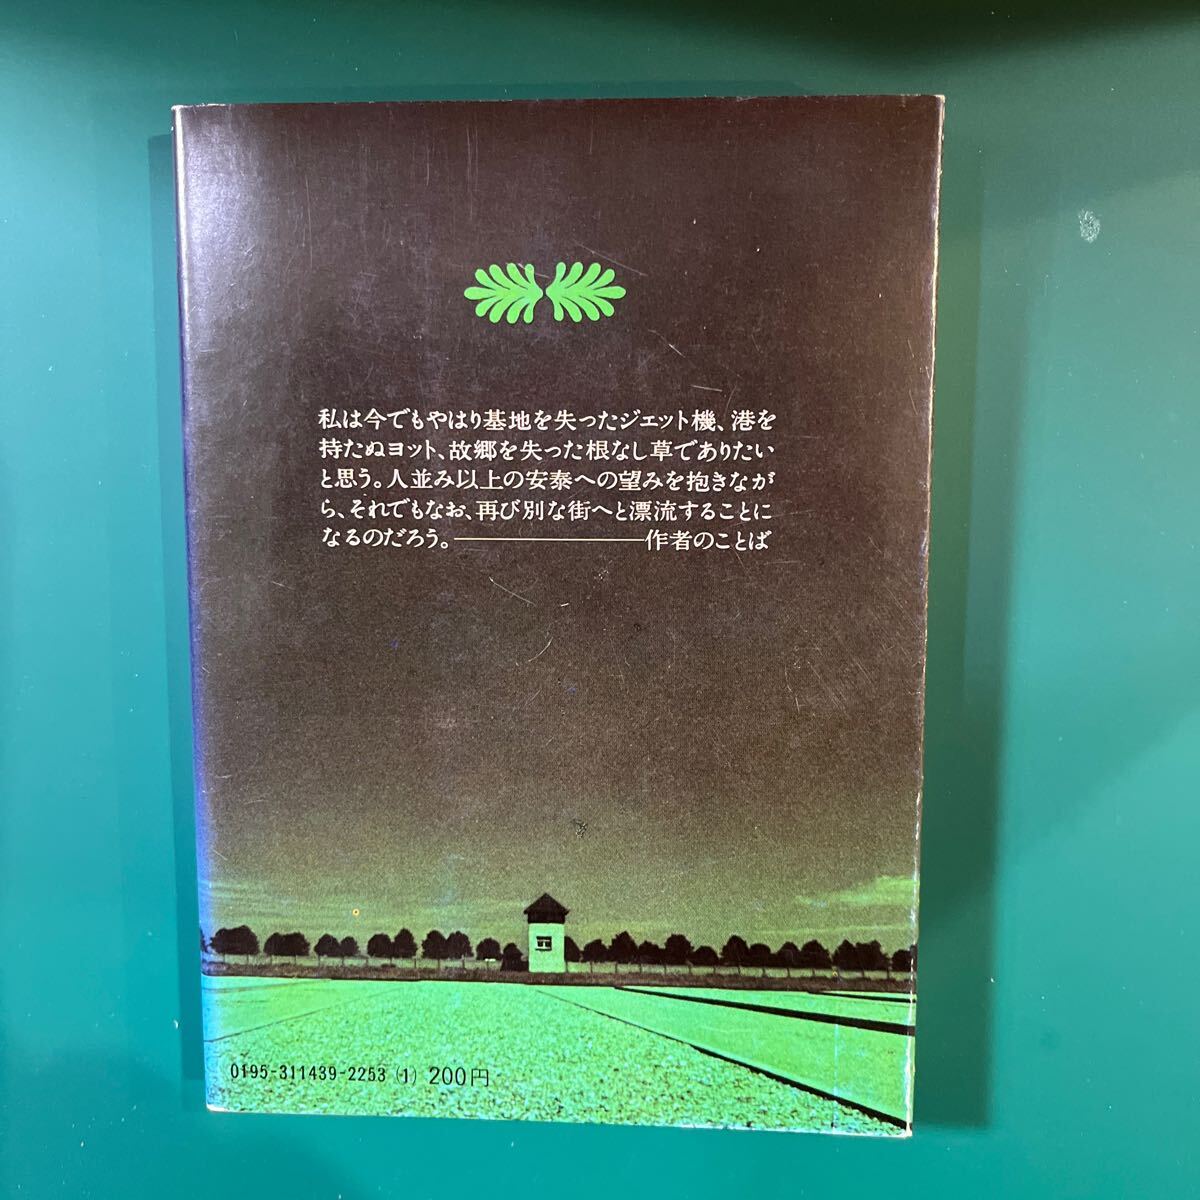 私は今でもやはり基地を失ったジェット機、港を
持たぬヨット、故郷を失った根なし草でありたい
と思う。人並み以上の安泰への望みを抱きなが
ら、それでもなお、再び別な街へと漂流することに
なるのだろう。――――――作者のことば
0195-311439-2253 (1) 200円